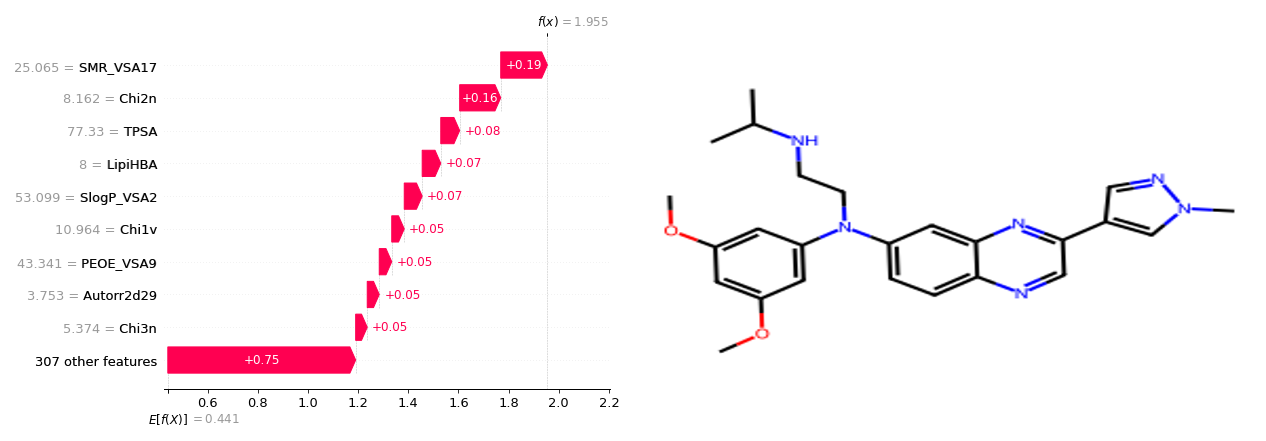 f(x) = 1.955
25.065 = SMR_VSA17 +0.19
8.162 = Chi2n +0.16
77.33 = TPSA +0.08
8 = LipiHBA +0.07
53.099 = SlogP_VSA2 +0.07
10.964 = Chi1v +0.05
43.341 = PEOE_VSA9 +0.05
3.753 = Autorr2d29 +0.05
5.374 = Chi3n +0.05
307 other features +0.75
0.6 0.8 1.0 1.2 1.4 1.6 1.8 2.0 2.2
E[f(X)] = 0.441
NH
N
N
N
O
N
N
N
O